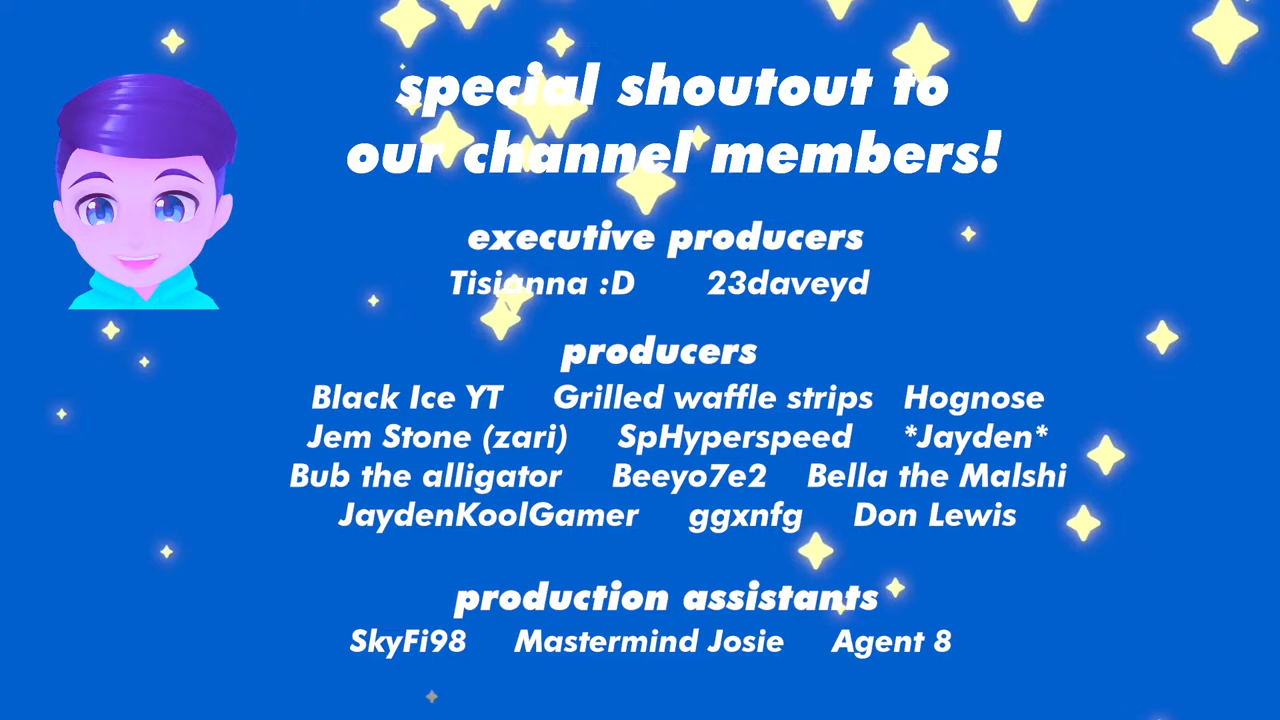 special shoutout to
our channel members!
executive producers
Tisianna :D 23daveyd
producers
Black Ice YT Grilled waffle strips Hognose
Jem Stone (zari) SpHyperspeed *Jayden*
Bub the alligator Beeyo7e2 Bella the Malshi
JaydenKoolGamer ggxnfg Don Lewis
production assistants
SkyFi98 Mastermind Josie Agent 8